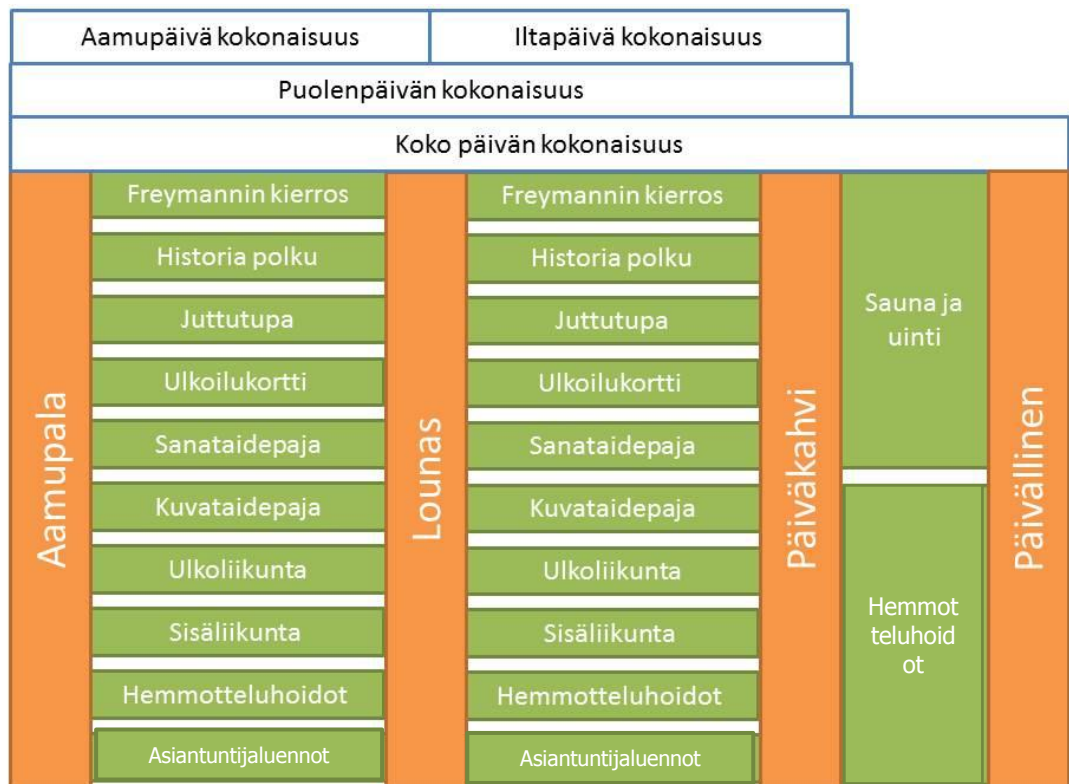 Aamupäivä kokonaisuus
Iltapäivä kokonaisuus
Puolenpäivän kokonaisuus
Koko päivän kokonaisuus
Aamupala
Freymannin kierros
Historia polku
Juttutupa
Ulkoilukortti
Sanataidepaja
Kuvataidepaja
Ulkoliikunta
Sisäliikunta
Hemmotteluhoidot
Asiantuntijaluennot
Lounas
Freymannin kierros
Historia polku
Juttutupa
Ulkoilukortti
Sanataidepaja
Kuvataidepaja
Ulkoliikunta
Sisäliikunta
Hemmotteluhoidot
Asiantuntijaluennot
Päiväkahvi
Sauna ja
uinti
Hemmot
teluhoid
ot
Päivällinen